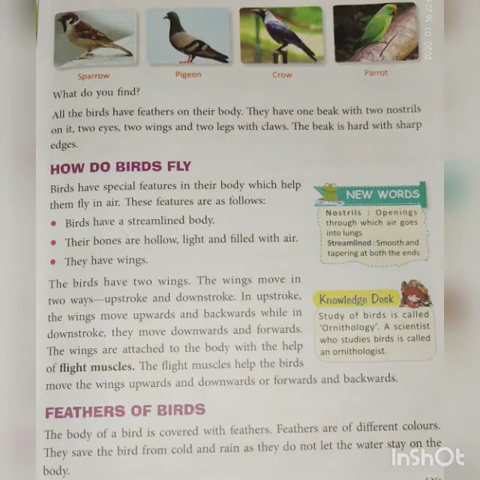 Sparrow
Pigeon
Crow
Parrot
What do you find?
All the birds have feathers on their body. They have one beak with two nostrils
on it, two eyes, two wings and two legs with claws. The beak is hard with sharp
edges.
HOW DO BIRDS FLY
Birds have special features in their body which help
them fly in air. These features are as follows:
• Birds have a streamlined body.
• Their bones are hollow, light and filled with air.
• They have wings.
The birds have two wings. The wings move in
two ways—upstroke and downstroke. In upstroke,
the wings move upwards and backwards while in
downstroke, they move downwards and forwards.
The wings are attached to the body with the help
of flight muscles. The flight muscles help the birds
move the wings upwards and downwards or forwards and backwards.
NEW WORDS
Nostrils : Openings
through which air goes
into lungs
Streamlined : Smooth and
tapering at both the ends
Knowledge Desk
Study of birds is called
'Ornithology'. A scientist
who studies birds is called
an ornithologist.
FEATHERS OF BIRDS
The body of a bird is covered with feathers. Feathers are of different colours.
They save the bird from cold and rain as they do not let the water stay on the
body.
InShOt